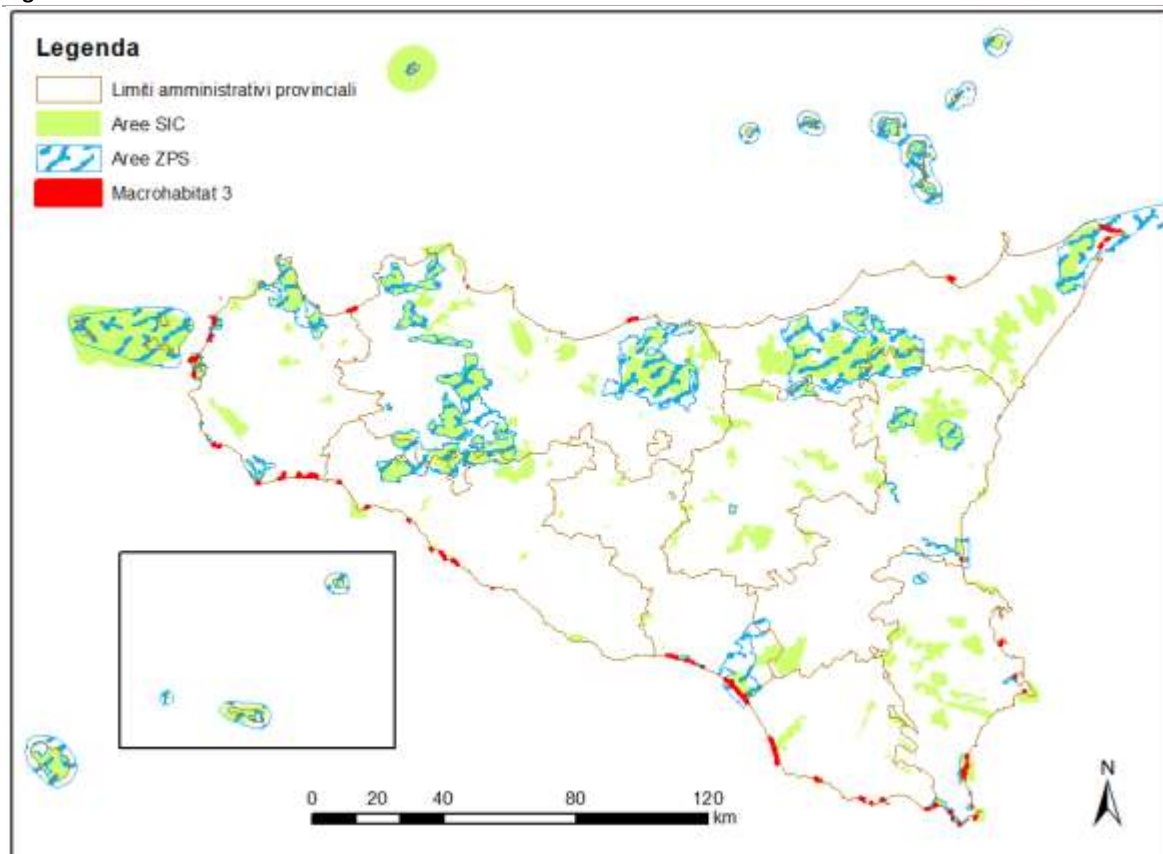 Legenda
Limiti amministrativi provinciali
Aree SIC
Aree ZPS
Macrohabitat 3
0 20 40 80 120
km
N